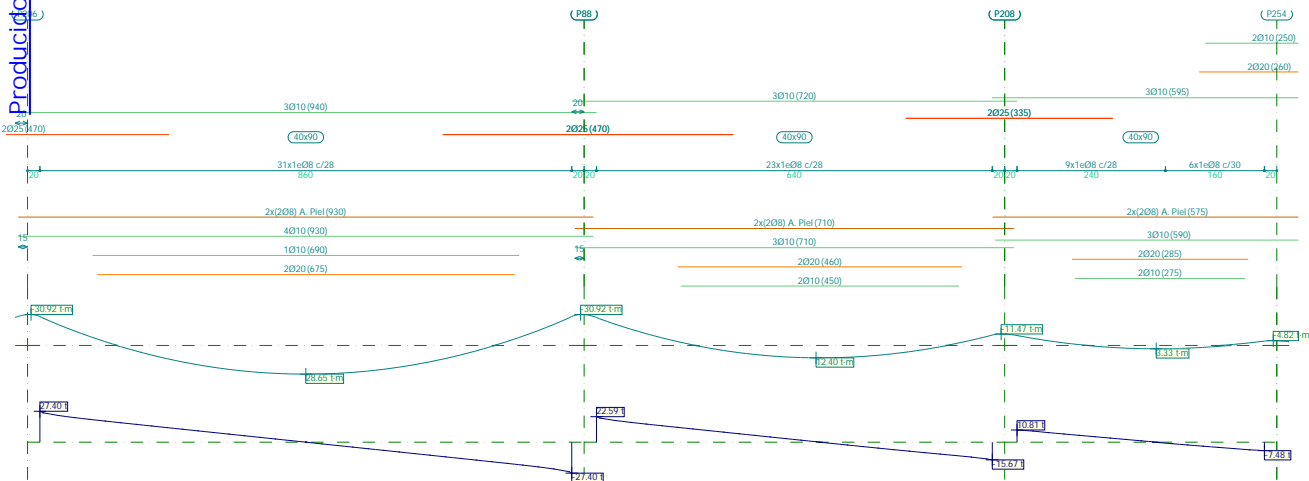 Producido
P88
P208
P254
2Ø10(250)
2Ø20(260)
3Ø10(940)
20
3Ø10(720)
3Ø10(595)
20
2Ø25(335)
2Ø25(470)
2Ø25(470)
40x90
40x90
40x90
31x1eØ8 c/28
23x1eØ8 c/28
9x1eØ8 c/28
6x1eØ8 c/30
20
860
20
20
640
20
20
240
160
20
2x(2Ø8) A. Piel(930)
2x(2Ø8) A. Piel(710)
2x(2Ø8) A. Piel(575)
4Ø10(930)
15
3Ø10(710)
3Ø10(590)
1Ø10(690)
15
2Ø20(285)
2Ø20(675)
2Ø20(460)
2Ø10(275)
2Ø10(450)
-30.92 t·m
-30.92 t·m
-11.47 t·m
-4.82 t·m
28.65 t·m
12.40 t·m
3.33 t·m
27.40 t
22.59 t
10.81 t
-27.40 t
-15.67 t
-7.48 t